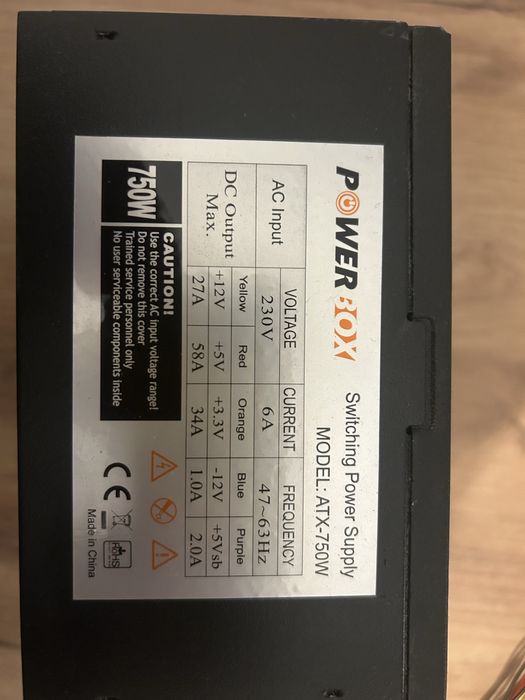 POWER BOX
Switching Power Supply
MODEL: ATX-750W
AC Input
VOLTAGE CURRENT FREQUENCY
230V 6A 47~63Hz
DC Output
Max.
Yellow Red Orange Blue Purple
+12V +5V +3.3V -12V +5Vsb
27A 58A 34A 1.0A 2.0A
750W
CAUTION!
Use the correct AC Input voltage range!
Do not remove this cover
Trained service personnel only
No user serviceable components inside
CE
RoHS
Made in China